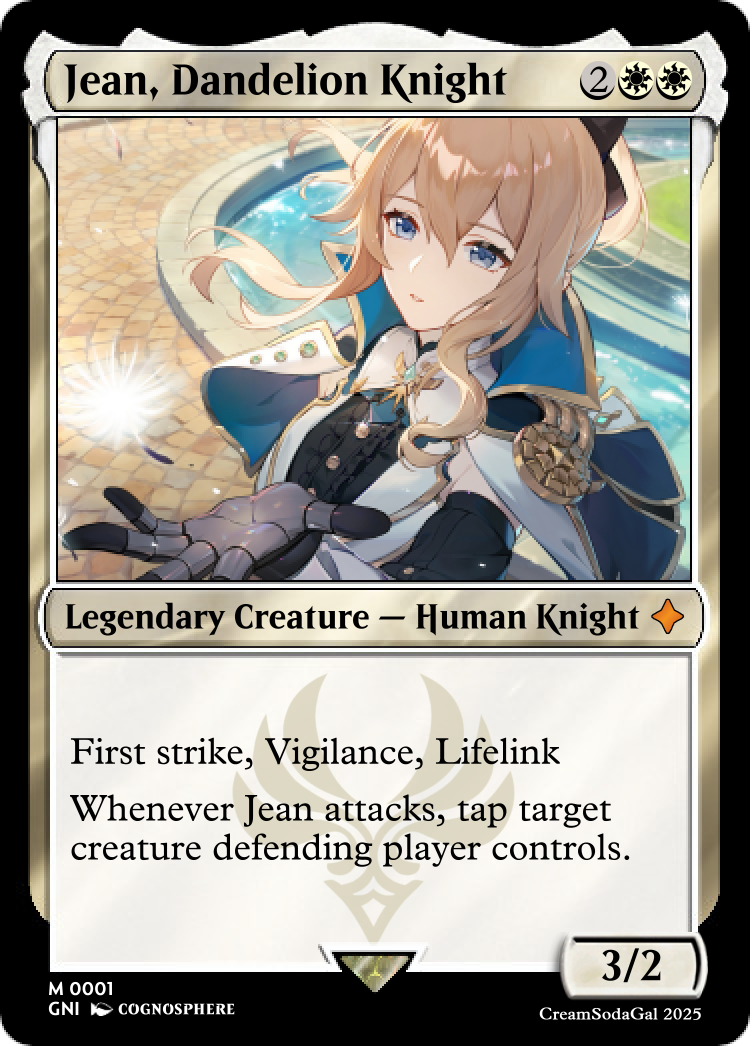 Jean, Dandelion Knight 2
Legendary Creature — Human Knight
First strike, Vigilance, Lifelink
Whenever Jean attacks, tap target
creature defending player controls.
3/2
M 0001
GNI COGNOSPHERE
CreamSodaGal 2025